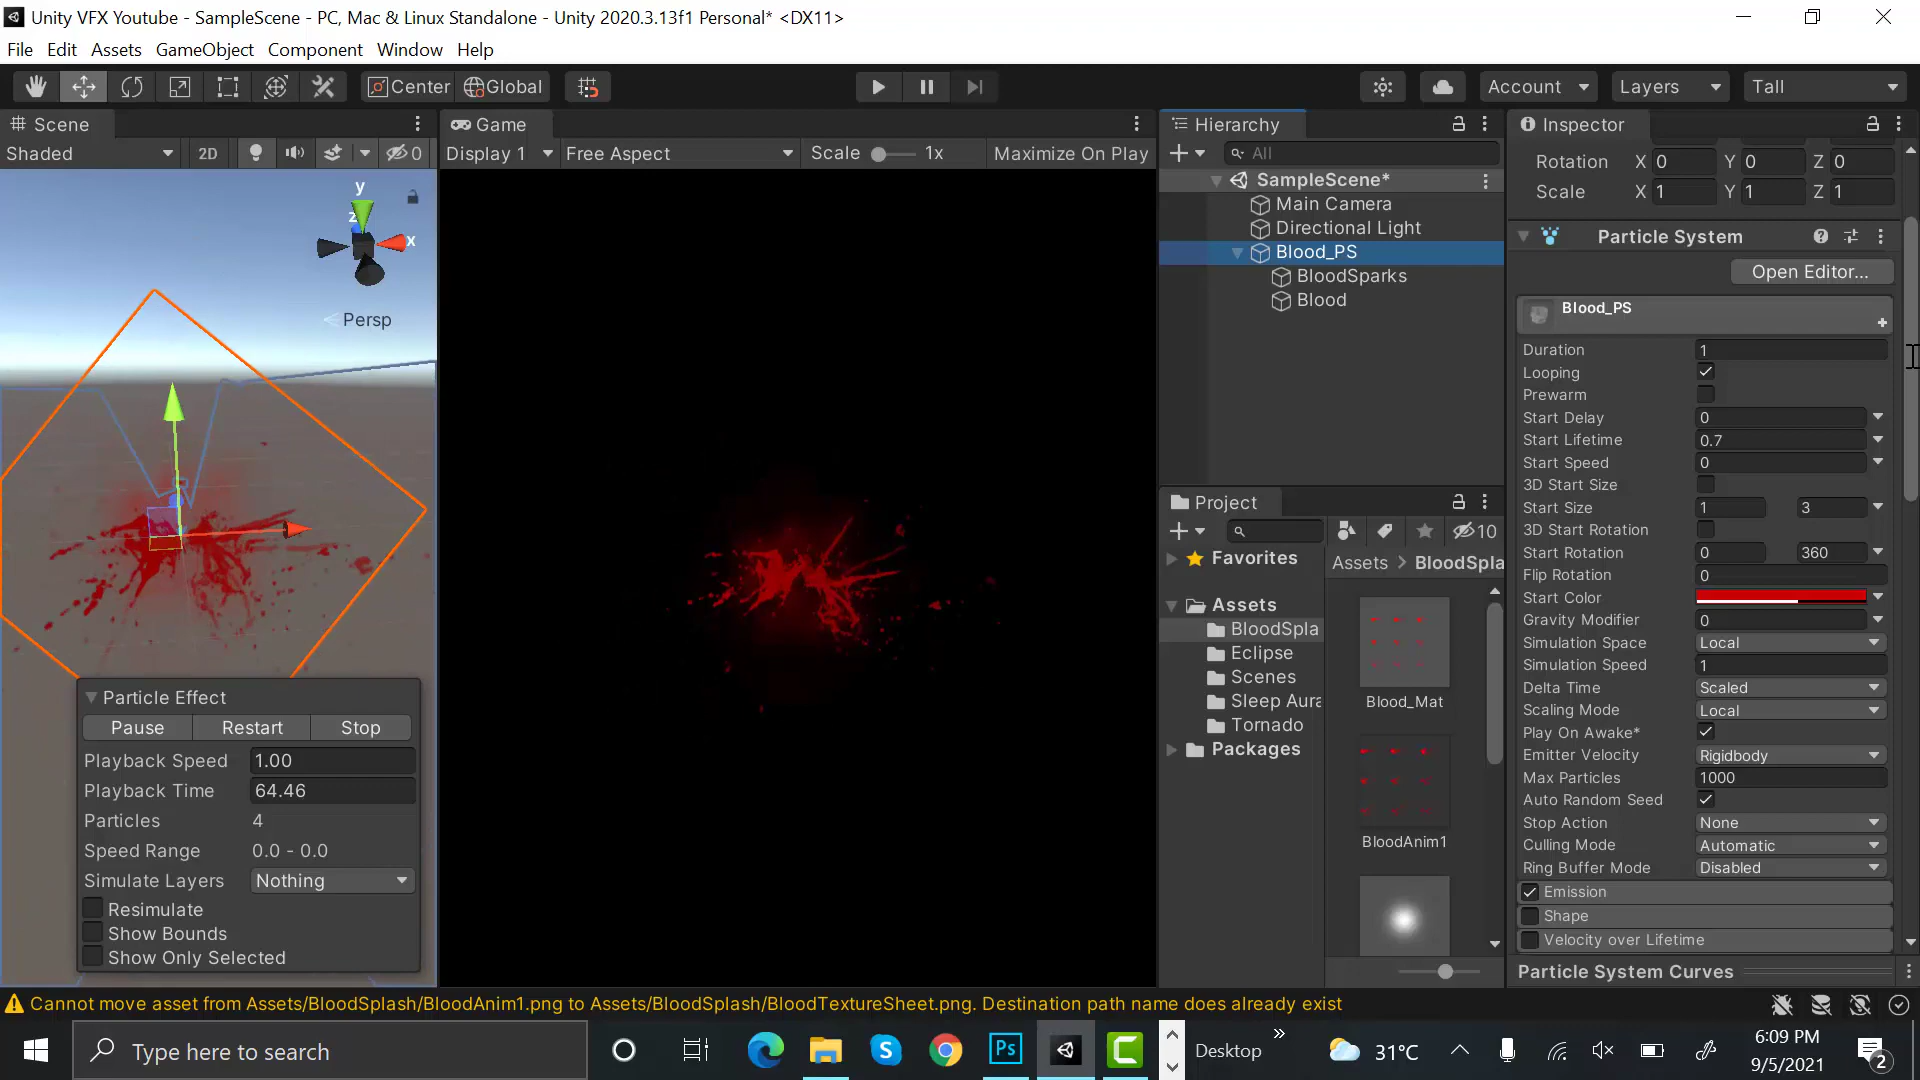 Unity VFX Youtube - SampleScene - PC, Mac & Linux Standalone - Unity 2020.3.13f1 Personal* <DX11>
File Edit Assets GameObject Component Window Help
Center Global Account Layers Tall
Scene
Shaded 2D 0
y
z
x
Persp
Particle Effect
Pause Restart Stop
Playback Speed 1.00
Playback Time 64.46
Particles 4
Speed Range 0.0 - 0.0
Simulate Layers Nothing
Resimulate
Show Bounds
Show Only Selected
Game
Display 1 Free Aspect Scale 1x Maximize On Play
Hierarchy
All
SampleScene*
Main Camera
Directional Light
Blood_PS
BloodSparks
Blood
Project
10
Favorites
Assets
BloodSpla
Eclipse
Scenes
Sleep Aura
Tornado
Packages
Assets > BloodSpla
Blood_Mat
BloodAnim1
Inspector
Rotation X 0 Y 0 Z 0
Scale X 1 Y 1 Z 1
Particle System
Open Editor...
Blood_PS
Duration 1
Looping
Prewarm
Start Delay 0
Start Lifetime 0.7
Start Speed 0
3D Start Size
Start Size 1 3
3D Start Rotation
Start Rotation 0 360
Flip Rotation 0
Start Color
Gravity Modifier 0
Simulation Space Local
Simulation Speed 1
Delta Time Scaled
Scaling Mode Local
Play On Awake*
Emitter Velocity Rigidbody
Max Particles 1000
Auto Random Seed
Stop Action None
Culling Mode Automatic
Ring Buffer Mode Disabled
Emission
Shape
Velocity over Lifetime
Particle System Curves
Cannot move asset from Assets/BloodSplash/BloodAnim1.png to Assets/BloodSplash/BloodTextureSheet.png. Destination path name does already exist
Type here to search
S
Ps
Desktop
31°C
6:09 PM
9/5/2021
2